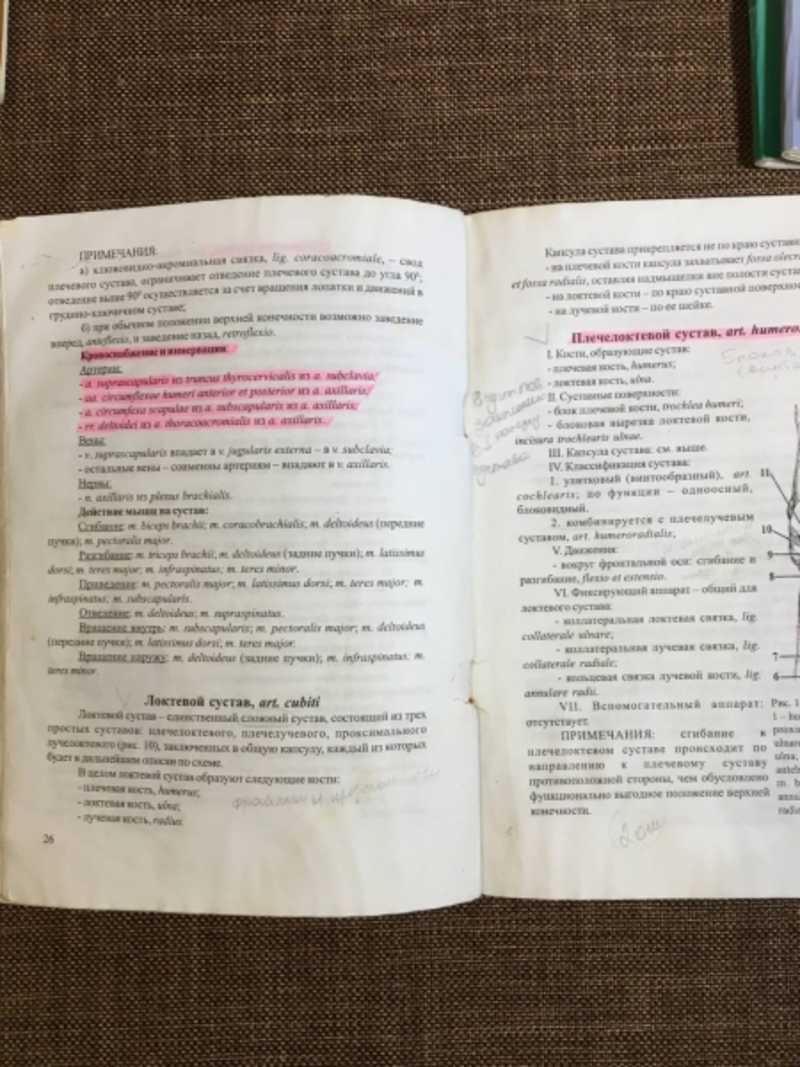 ПРИМЕЧАНИЯ:
а) клювовидно-акромиальная связка, lig. coracoacromiale, – свод
плечевого сустава, ограничивает отведение плечевого сустава до угла 90⁰;
отведение выше 90⁰ осуществляется за счет вращения лопатки и движений в
грудино-ключичном суставе;
б) при обычном положении верхней конечности возможно заведение
вперед, anteflexio, и заведение назад, retroflexio.
Кровоснабжение и иннервация.
Артерии:
- a. suprascapularis из truncus thyrocervicalis из a. subclavia;
- aa. circumflexae humeri anterior et posterior из a. axillaris;
- a. circumflexa scapulae из a. subscapularis из a. axillaris;
- rr. deltoidei из a. thoracoacromialis из a. axillaris.
Вены:
- v. suprascapularis впадает в v. jugularis externa – в v. subclavia;
- остальные вены – соименны артериям – впадают в v. axillaris.
Нервы:
- n. axillaris из plexus brachialis.
Действие мышц на сустав:
Сгибание: m. biceps brachii; m. coracobrachialis; m. deltoideus (передние
пучки); m. pectoralis major.
Разгибание: m. triceps brachii; m. deltoideus (задние пучки); m. latissimus
dorsi; m. teres major; m. infraspinatus; m. teres minor.
Приведение: m. pectoralis major; m. latissimus dorsi; m. teres major; m.
infraspinatus; m. subscapularis.
Отведение: m. deltoideus; m. supraspinatus.
Вращение внутрь: m. subscapularis; m. pectoralis major; m. deltoideus
(передние пучки); m. latissimus dorsi; m. teres major.
Вращение наружу: m. deltoideus (задние пучки); m. infraspinatus; m.
teres minor.
Локтевой сустав, art. cubiti
Локтевой сустав – единственный сложный сустав, состоящий из трех
простых суставов: плечелоктевого, плечелучевого, проксимального
лучелоктевого (рис. 10), заключенных в общую капсулу, каждый из которых
будет в дальнейшем описан по схеме.
В целом локтевой сустав образуют следующие кости:
- плечевая кость, humerus;
- локтевая кость, ulna;
- лучевая кость, radius.
26
Капсула сустава прикрепляется не по краю суставн
- на плечевой кости капсула захватывает fossa olecr
et fossa radialis, оставляя надмыщелки вне полости сустав
- на локтевой кости – по краю суставной поверхнос
- на лучевой кости – по ее шейке.
Плечелоктевой сустав, art. humero
I. Кости, образующие сустав:
- плечевая кость, humerus;
- локтевая кость, ulna.
II. Суставные поверхности:
- блок плечевой кости, trochlea humeri;
- блоковая вырезка локтевой кости,
incisura trochlearis ulnae.
III. Капсула сустава: см. выше.
IV. Классификация сустава:
1. улитковый (винтообразный), art.
cochlearis; по функции – одноосный,
блоковидный.
2. комбинируется с плечелучевым
суставом, art. humeroradialis;
V. Движения:
- вокруг фронтальной оси: сгибание и
разгибание, flexio et extensio.
VI. Фиксирующий аппарат – общий для
локтевого сустава:
- коллатеральная локтевая связка, lig.
collaterale ulnare;
- коллатеральная лучевая связка, lig.
collaterale radiale;
- кольцевая связка лучевой кости, lig.
annulare radii.
VII. Вспомогательный аппарат:
отсутствует.
ПРИМЕЧАНИЯ: сгибание в
плечелоктевом суставе происходит по
направлению к плечевому суставу
противоположной стороны, чем обусловлено
функционально выгодное положение верхней
конечности.
11
10
9
8
7
6
Рис. 1